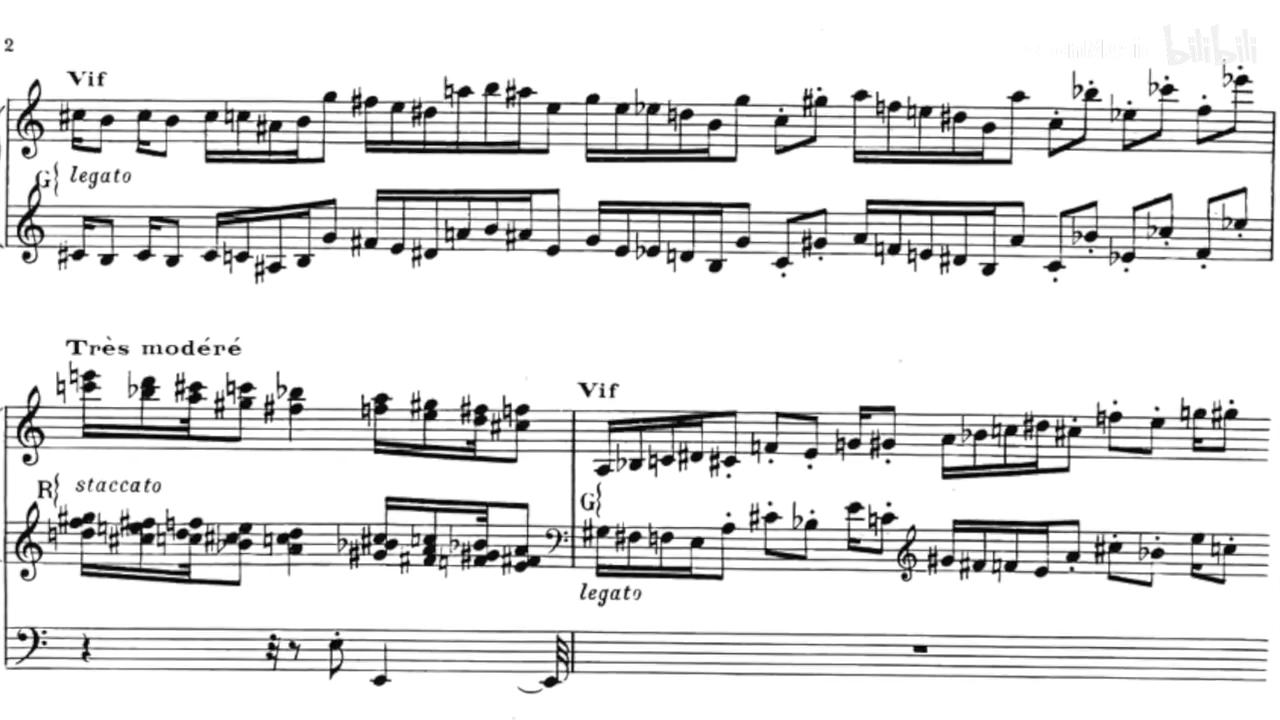 bilibili
2
Vif
G
legato
Très modéré
Vif
R
staccato
G
legato